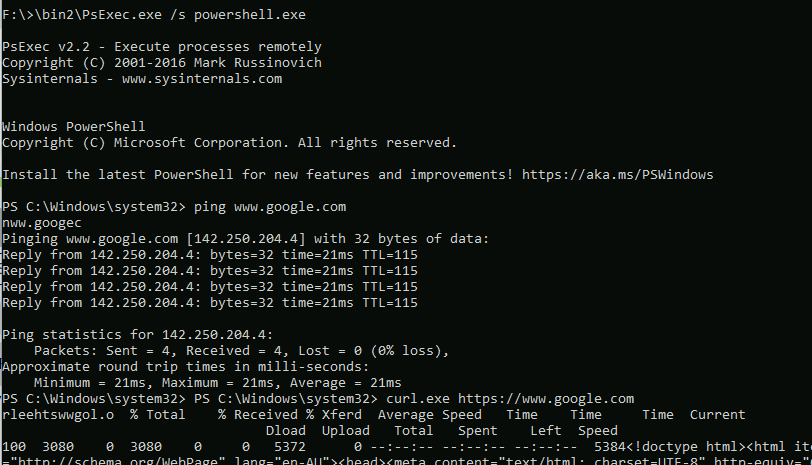 F:\>\bin2\PsExec.exe /s powershell.exe
PsExec v2.2 - Execute processes remotely
Copyright (C) 2001-2016 Mark Russinovich
Sysinternals - www.sysinternals.com
Windows PowerShell
Copyright (C) Microsoft Corporation. All rights reserved.
Install the latest PowerShell for new features and improvements! https://aka.ms/PSWindows
PS C:\Windows\system32> ping www.google.com
nww.googec
Pinging www.google.com [142.250.204.4] with 32 bytes of data:
Reply from 142.250.204.4: bytes=32 time=21ms TTL=115
Reply from 142.250.204.4: bytes=32 time=21ms TTL=115
Reply from 142.250.204.4: bytes=32 time=21ms TTL=115
Reply from 142.250.204.4: bytes=32 time=21ms TTL=115
Ping statistics for 142.250.204.4:
    Packets: Sent = 4, Received = 4, Lost = 0 (0% loss),
Approximate round trip times in milli-seconds:
    Minimum = 21ms, Maximum = 21ms, Average = 21ms
PS C:\Windows\system32> PS C:\Windows\system32> curl.exe https://www.google.com
rleehtswwgol.o  % Total    % Received % Xferd  Average Speed   Time    Time     Time  Current
                                 Dload  Upload   Total   Spent    Left  Speed
100  3080    0  3080    0     0   5372      0 --:--:-- --:--:-- --:--:--  5384<!doctype html><html ite
="http://schema.org/WebPage" lang="en-AU"><head><meta content="text/html; charset=UTF-8" http-equiv="